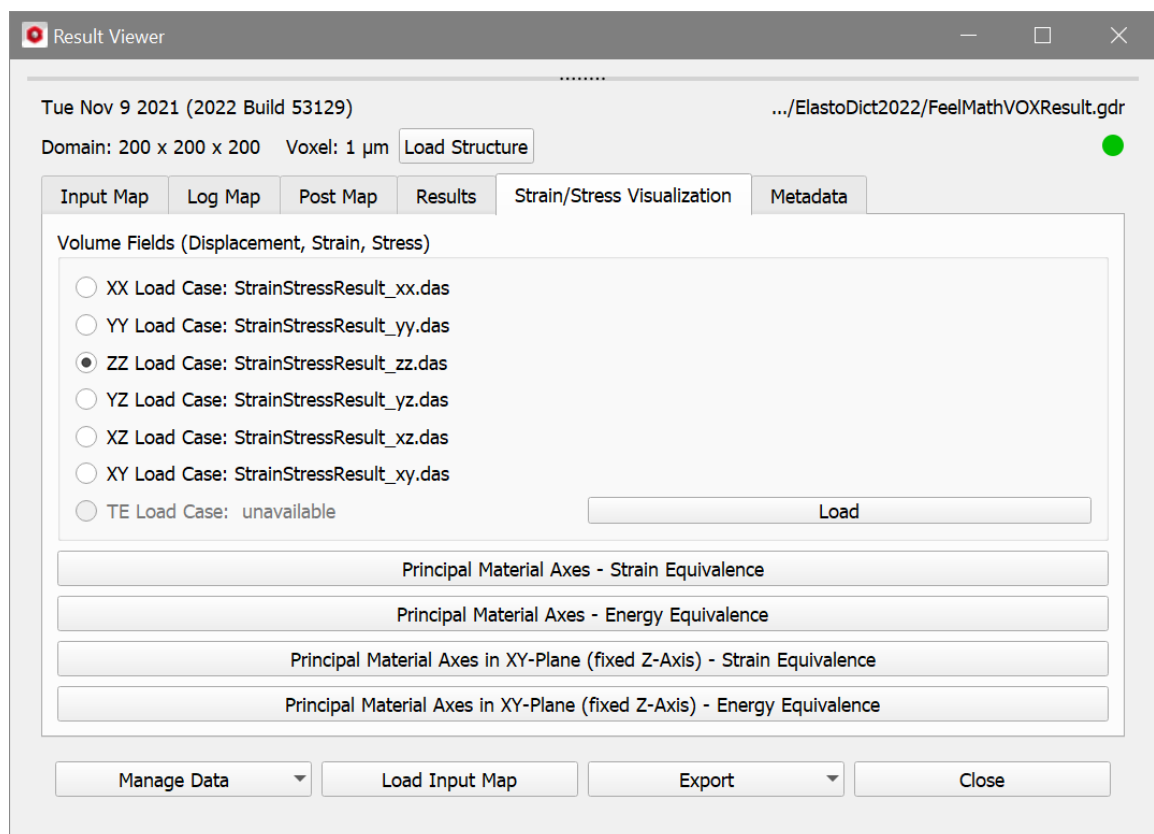 Result Viewer
Tue Nov 9 2021 (2022 Build 53129) .../ElastoDict2022/FeelMathVOXResult.gdr
Domain: 200 x 200 x 200 Voxel: 1 µm Load Structure
Input Map Log Map Post Map Results Strain/Stress Visualization Metadata
Volume Fields (Displacement, Strain, Stress)
XX Load Case: StrainStressResult_xx.das
YY Load Case: StrainStressResult_yy.das
ZZ Load Case: StrainStressResult_zz.das
YZ Load Case: StrainStressResult_yz.das
XZ Load Case: StrainStressResult_xz.das
XY Load Case: StrainStressResult_xy.das
TE Load Case: unavailable Load
Principal Material Axes - Strain Equivalence
Principal Material Axes - Energy Equivalence
Principal Material Axes in XY-Plane (fixed Z-Axis) - Strain Equivalence
Principal Material Axes in XY-Plane (fixed Z-Axis) - Energy Equivalence
Manage Data Load Input Map Export Close